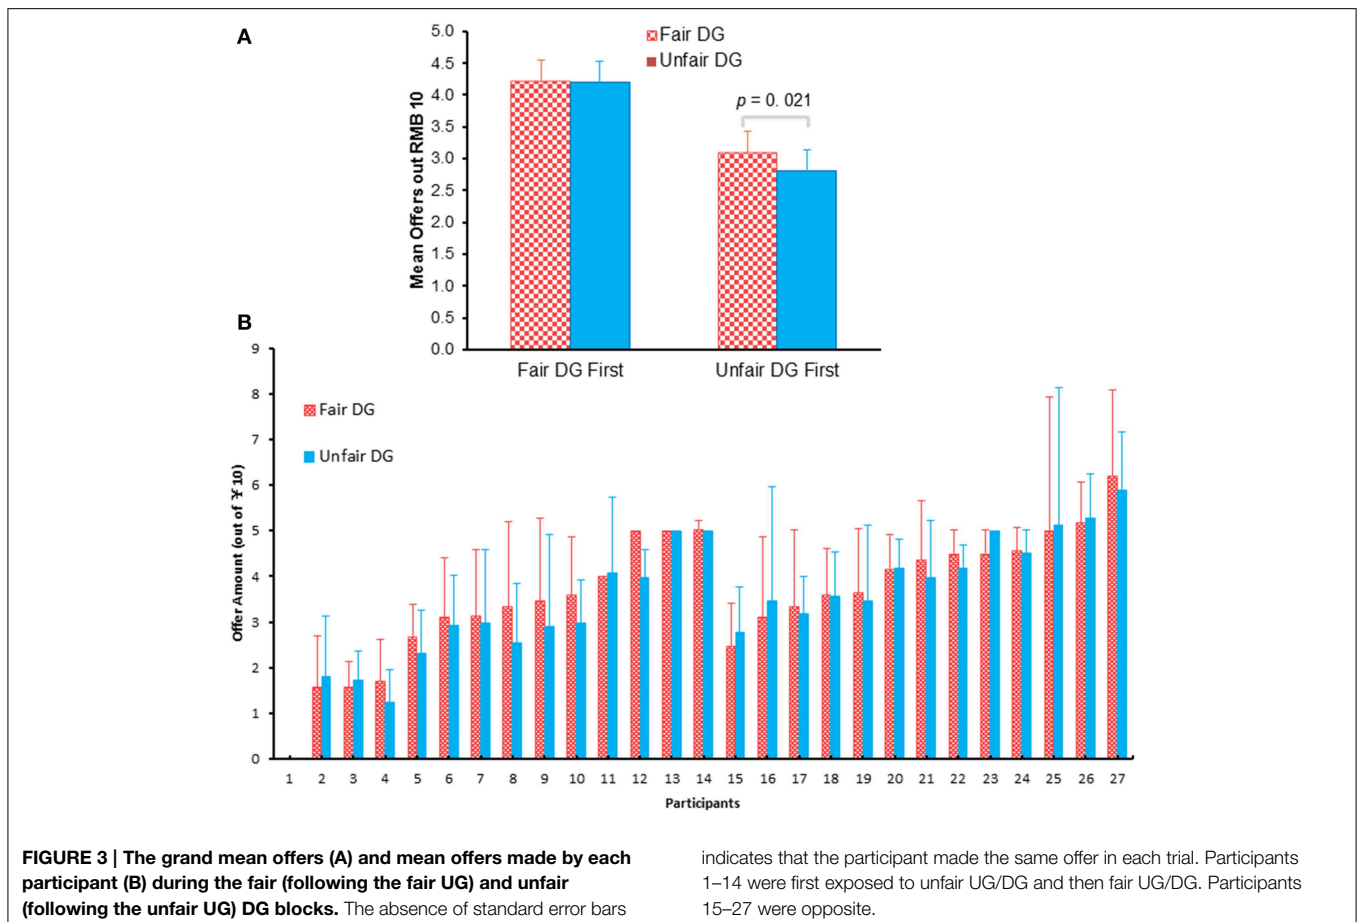 A
5.0
4.5
4.0
3.5
3.0
2.5
2.0
1.5
1.0
0.5
0.0
Mean Offers out RMB 10
Fair DG
Unfair DG
p = 0. 021
Fair DG First
Unfair DG First
B
9
8
7
6
5
4
3
2
1
0
Offer Amount (out of ¥ 10)
Fair DG
Unfair DG
1 2 3 4 5 6 7 8 9 10 11 12 13 14 15 16 17 18 19 20 21 22 23 24 25 26 27
Participants
FIGURE 3 | The grand mean offers (A) and mean offers made by each
participant (B) during the fair (following the fair UG) and unfair
(following the unfair UG) DG blocks. The absence of standard error bars
indicates that the participant made the same offer in each trial. Participants
1–14 were first exposed to unfair UG/DG and then fair UG/DG. Participants
15–27 were opposite.